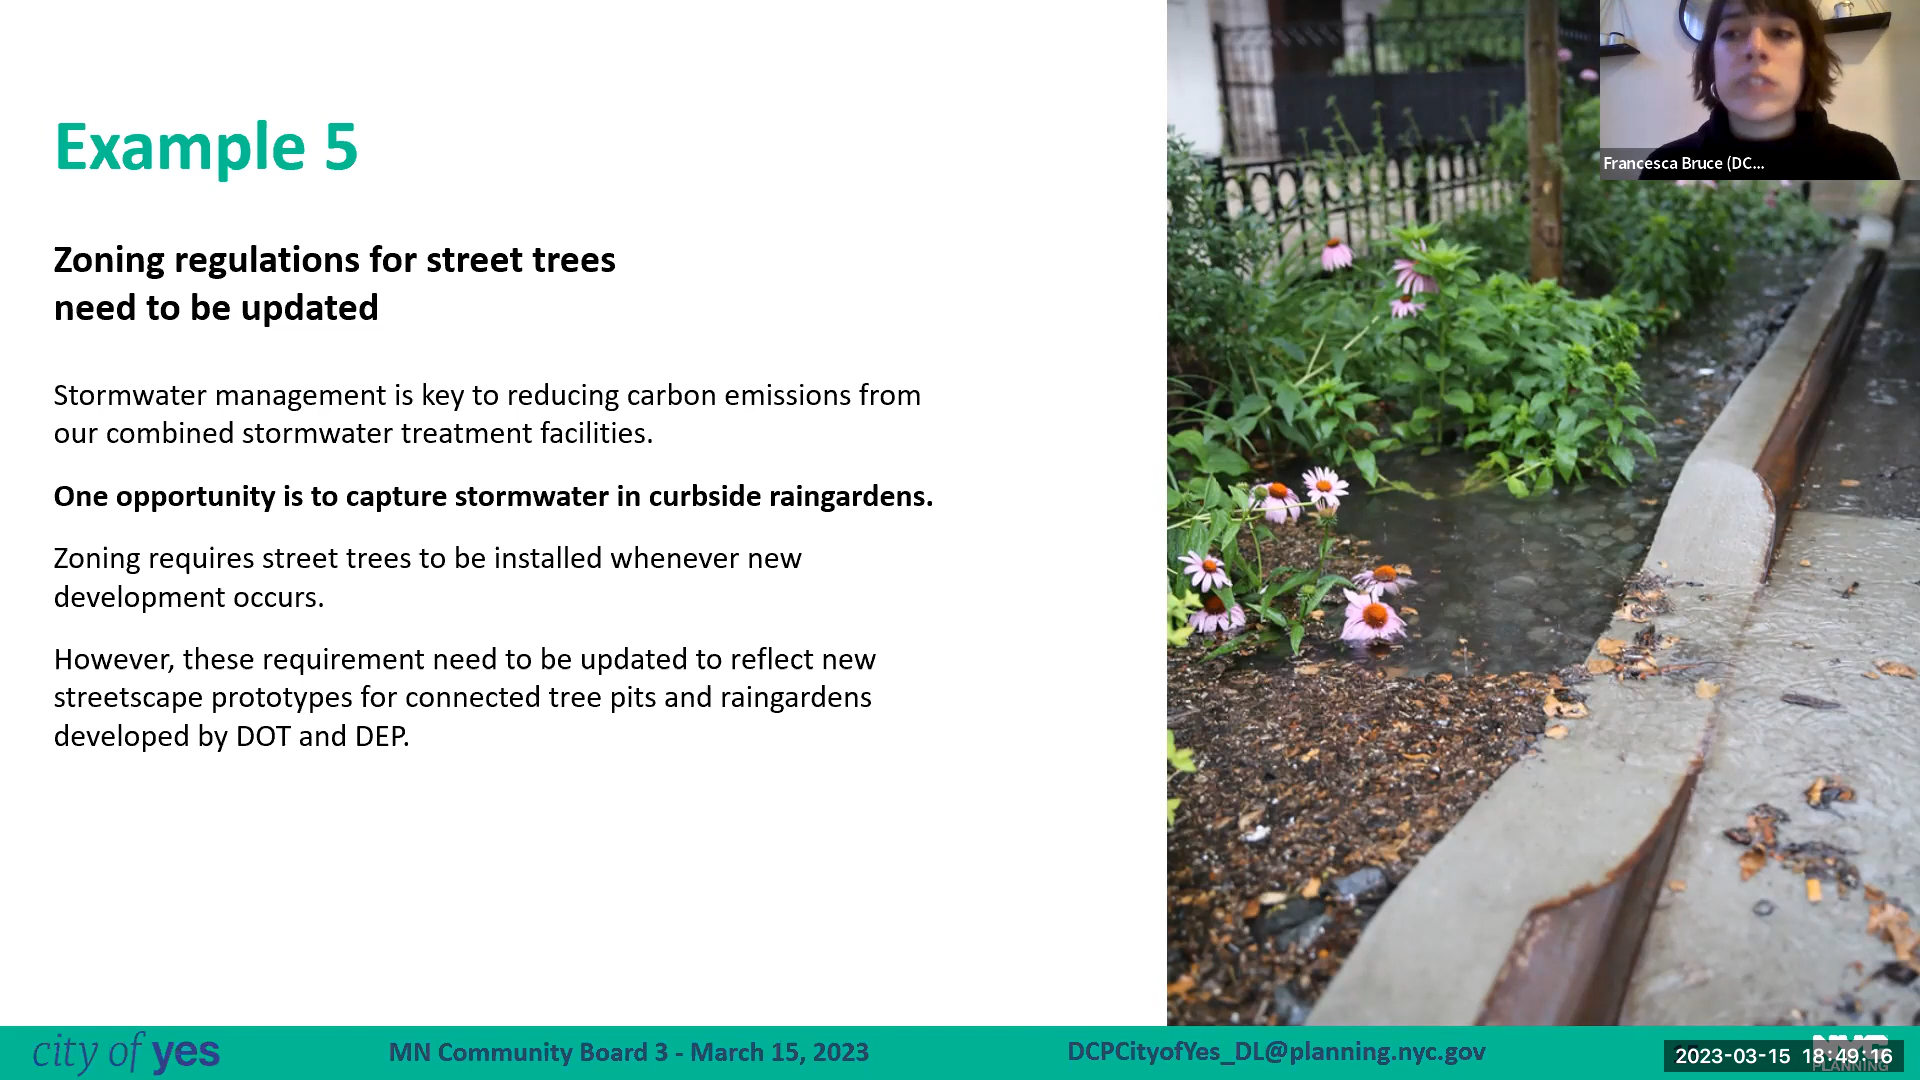 Example 5
Zoning regulations for street trees
need to be updated
Stormwater management is key to reducing carbon emissions from
our combined stormwater treatment facilities.
One opportunity is to capture stormwater in curbside raingardens.
Zoning requires street trees to be installed whenever new
development occurs.
However, these requirement need to be updated to reflect new
streetscape prototypes for connected tree pits and raingardens
developed by DOT and DEP.
Francesca Bruce (DC...
city of yes
MN Community Board 3 - March 15, 2023
DCPCityofYes_DL@planning.nyc.gov
NYC
PLANNING
2023-03-15 18:49:16